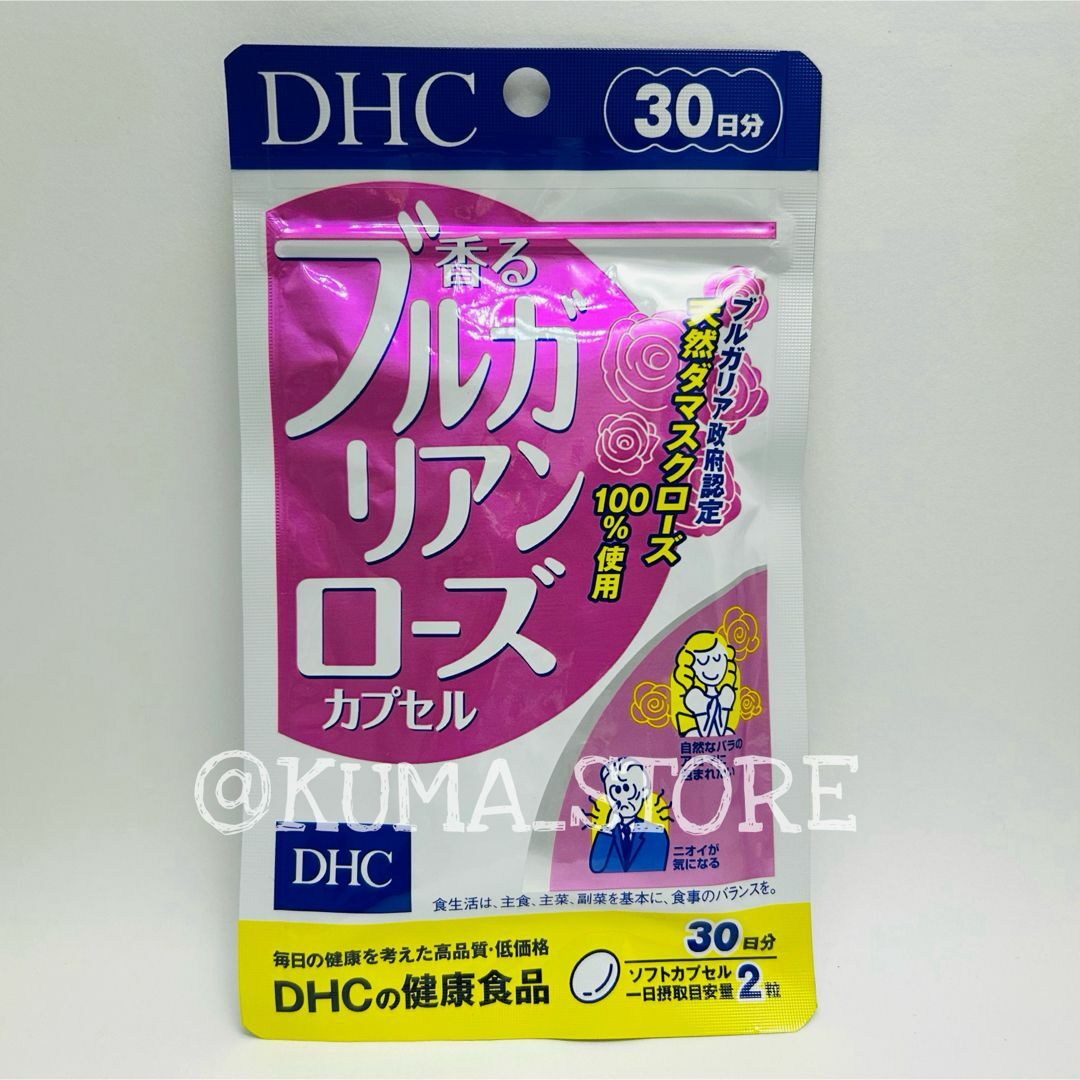 DHC
30日分
香る
ブルガ
リアン
ローズ
カプセル
ブルガリア政府認定
天然ダマスクローズ
100%使用
自然なバラの
包まれたい
@KUMA_STORE
ニオイが
気になる
DHC
食生活は、主食、主菜、副菜を基本に、食事のバランスを。
毎日の健康を考えた高品質・低価格
DHCの健康食品
30日分
ソフトカプセル
一日摂取目安量2粒